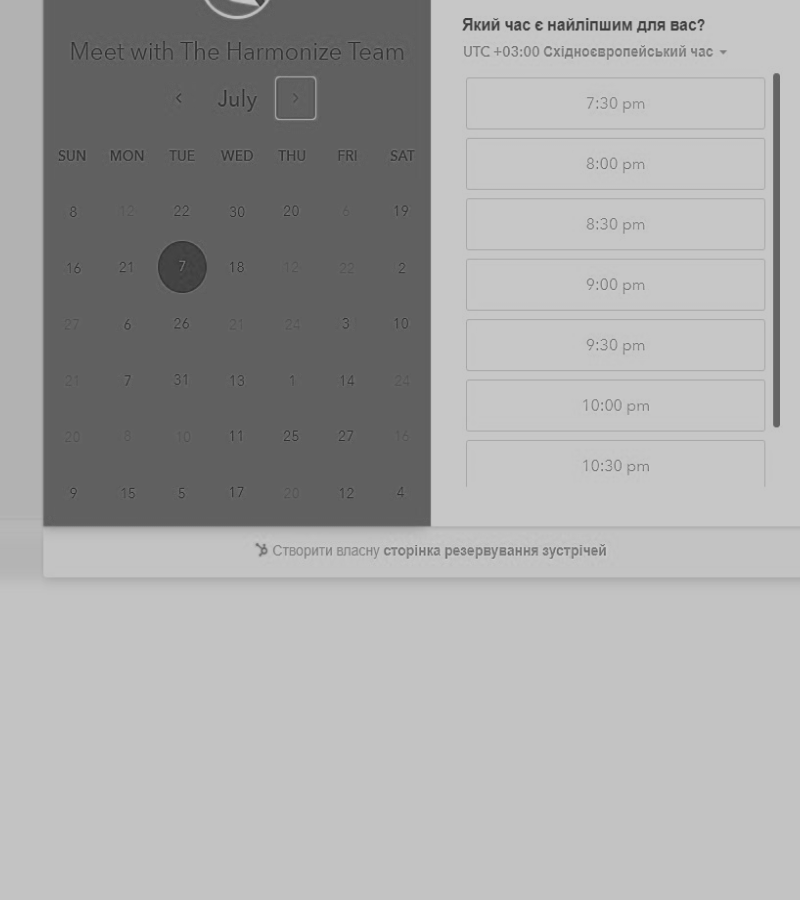 Meet with The Harmonize Team
July
SUN MON TUE WED THU FRI SAT
8 12 22 30 20 6 19
16 21 7 18 12 22 2
27 6 26 21 24 3 10
21 7 31 13 1 14 24
20 8 10 11 25 27 16
9 15 5 17 20 12 4
Який час є найліпшим для вас?
UTC +03:00 Східноєвропейський час
7:30 pm
8:00 pm
8:30 pm
9:00 pm
9:30 pm
10:00 pm
10:30 pm
Створити власну сторінка резервування зустрічей